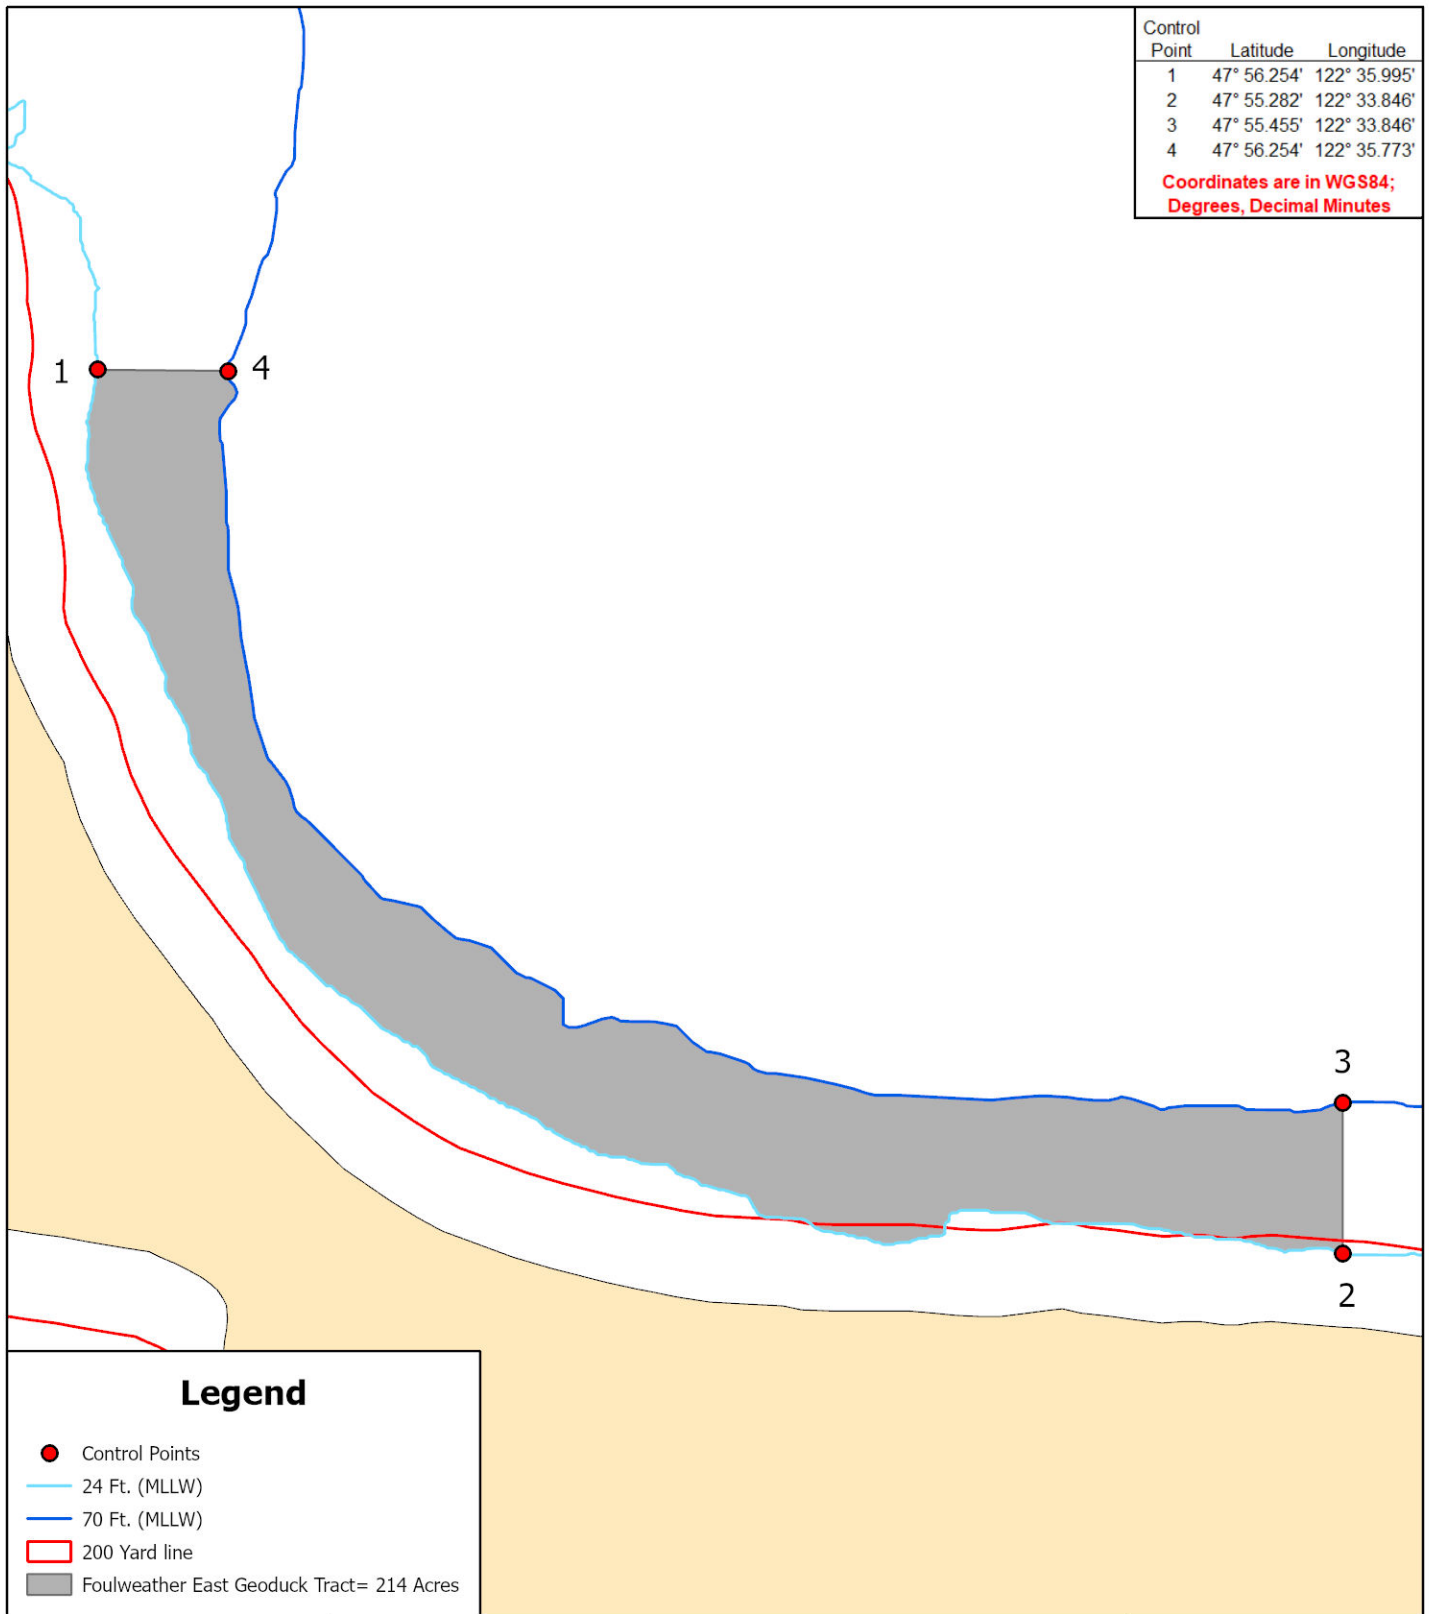 Control
Point Latitude Longitude
1 47° 56.254' 122° 35.995'
2 47° 55.282' 122° 33.846'
3 47° 55.455' 122° 33.846'
4 47° 56.254' 122° 35.773'
Coordinates are in WGS84;
Degrees, Decimal Minutes
1
4
3
2
Legend
Control Points
24 Ft. (MLLW)
70 Ft. (MLLW)
200 Yard line
Foulweather East Geoduck Tract= 214 Acres